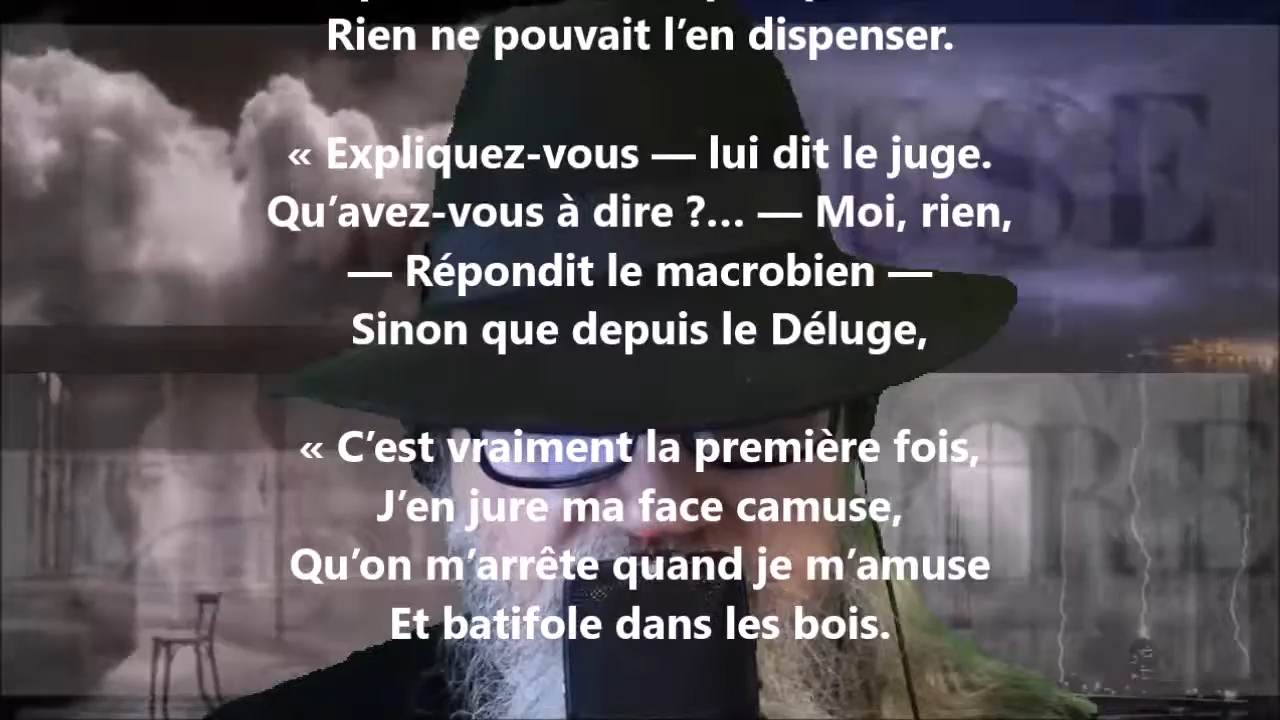 Rien ne pouvait l’en dispenser.
« Expliquez-vous — lui dit le juge.
Qu’avez-vous à dire ?... — Moi, rien,
— Répondit le macrobien —
Sinon que depuis le Déluge,
« C’est vraiment la première fois,
J’en jure ma face camuse,
Qu’on m’arrête quand je m’amuse
Et batifole dans les bois.